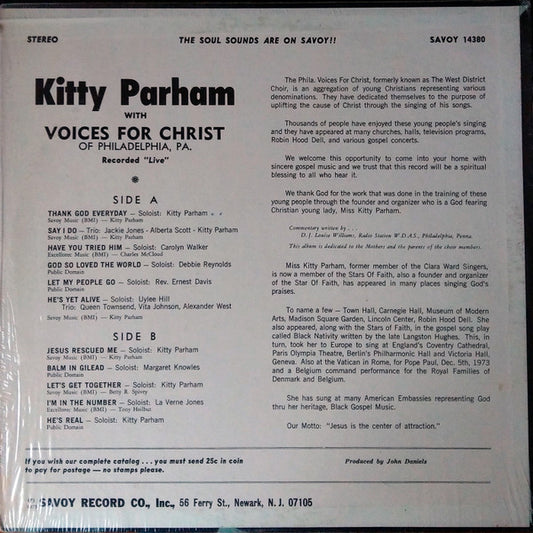 STEREO
THE SOUL SOUNDS ARE ON SAVOY!!
SAVOY 14380
Kitty Parham
WITH
VOICES FOR CHRIST
OF PHILADELPHIA, PA.
Recorded "Live"
SIDE A
THANK GOD EVERYDAY — Soloist: Kitty Parham
Savoy Music (BMI) — Kitty Parham
SAY I DO — Trio: Jackie Jones - Alberta Scott - Kitty Parham
Savoy Music (BMI) — Kitty Parham
HAVE YOU TRIED HIM — Soloist: Carolyn Walker
Excellorec Music (BMI) — Charles McCloud
GOD SO LOVED THE WORLD — Soloist: Debbie Reynolds
Public Domain
LET MY PEOPLE GO — Soloist: Rev. Ernest Davis
Public Domain
HE'S YET ALIVE — Soloist: Uylee Hill
Trio: Queen Townsend, Vita Johnson, Alexander West
Savoy Music (BMI) — Kitty Parham
SIDE B
JESUS RESCUED ME — Soloist: Kitty Parham
Savoy Music (BMI) — Kitty Parham
BALM IN GILEAD — Soloist: Margaret Knowles
Public Domain
LET'S GET TOGETHER — Soloist: Kitty Parham
Savoy Music (BMI) — Betty R. Spivey
I'M IN THE NUMBER — Soloist: La Verne Jones
Excellorec Music (BMI) — Tony Heilbut
HE'S REAL — Soloist: Kitty Parham
Public Domain
The Phila. Voices For Christ, formerly known as The West District
Choir, is an aggregation of young Christians representing various
denominations. They have dedicated themselves to the purpose of
uplifting the cause of Christ through the singing of his songs.
Thousands of people have enjoyed these young people's singing
and they have appeared at many churches, halls, television programs,
Robin Hood Dell, and various gospel concerts.
We welcome this opportunity to come into your home with
sincere gospel music and we trust that this record will be a spiritual
blessing to all who hear it.
We thank God for the work that was done in the training of these
young people through the founder and organizer who is a God fearing
Christian young lady, Miss Kitty Parham.
Commentary written by . . .
D. J. Louise Williams, Radio Station W.D.A.S., Philadelphia, Penna.
This album is dedicated to the Mothers and the parents of the choir members.
Miss Kitty Parham, former member of the Clara Ward Singers,
is now a member of the Stars Of Faith, also a founder and organizer
of the Star Of Faith, has appeared in many places singing God's
praises.
To name a few — Town Hall, Carnegie Hall, Museum of Modern
Arts, Madison Square Garden, Lincoln Center, Robin Hood Dell. She
also appeared, along with the Stars of Faith, in the gospel song play
called Black Nativity written by the late Langston Hughes. This, in
turn, took her to Europe to sing at England's Coventry Cathedral,
Paris Olympia Theatre, Berlin's Philharmonic Hall and Victoria Hall,
Geneva. Also at the Vatican in Rome, for Pope Paul, Dec. 5th, 1973
and a Belgium command performance for the Royal Families of
Denmark and Belgium.
She has sung at many American Embassies representing God
thru her heritage, Black Gospel Music.
Our Motto: "Jesus is the center of attraction."
If you wish our complete catalog . . . you must send 25c in coin
to pay for postage — no stamps please.
Produced by John Daniels
SAVOY RECORD CO., Inc., 56 Ferry St., Newark, N. J. 07105